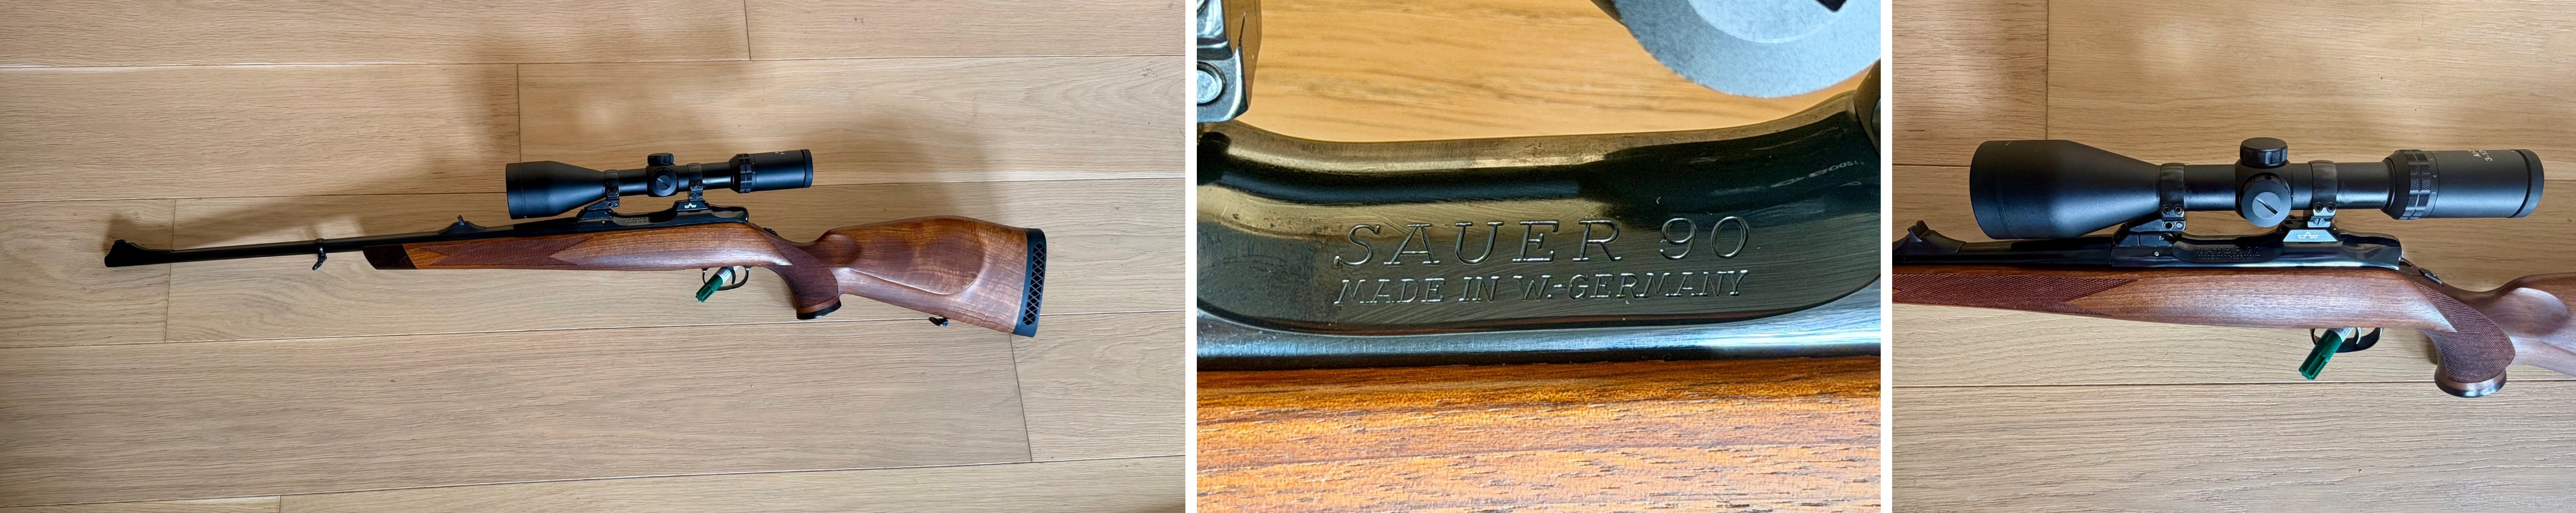 SAUER 90
MADE IN W.-GERMANY